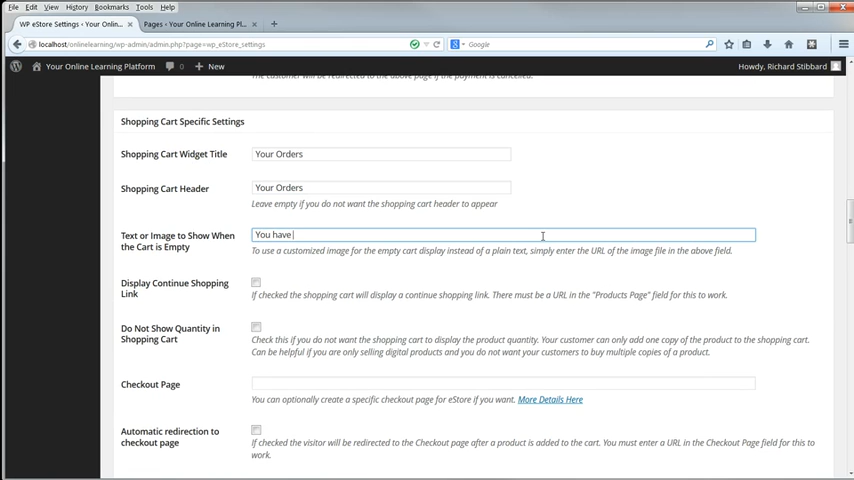 File Edit View History Bookmarks Tools Help
WP eStore Settings ‹ Your Onli...
Pages ‹ Your Online Learning Pl...
localhost/onlinelearning/wp-admin/admin.php?page=wp_eStore_settings
Google
Your Online Learning Platform 0 + New Howdy, Richard Stibbard
The customer will be redirected to the above page if the payment is cancelled.
Shopping Cart Specific Settings
Shopping Cart Widget Title Your Orders
Shopping Cart Header Your Orders
Leave empty if you do not want the shopping cart header to appear
Text or Image to Show When the Cart is Empty You have
To use a customized image for the empty cart display instead of a plain text, simply enter the URL of the image file in the above field.
Display Continue Shopping Link
If checked the shopping cart will display a continue shopping link. There must be a URL in the "Products Page" field for this to work.
Do Not Show Quantity in Shopping Cart
Check this if you do not want the shopping cart to display the product quantity. Your customer can only add one copy of the product to the shopping cart.
Can be helpful if you are only selling digital products and you do not want your customers to buy multiple copies of a product.
Checkout Page
You can optionally create a specific checkout page for eStore if you want. More Details Here
Automatic redirection to checkout page
If checked the visitor will be redirected to the Checkout page after a product is added to the cart. You must enter a URL in the Checkout Page field for this to
work.